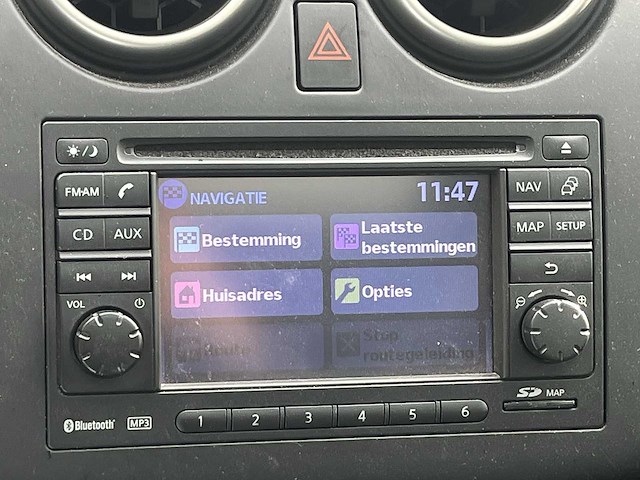 FM·AM
CD AUX
VOL
NAVIGATIE 11:47
Bestemming
Laatste
bestemmingen
Huisadres
Opties
Route
Stop
routegeleiding
NAV
MAP SETUP
SD MAP
Bluetooth MP3
1 2 3 4 5 6